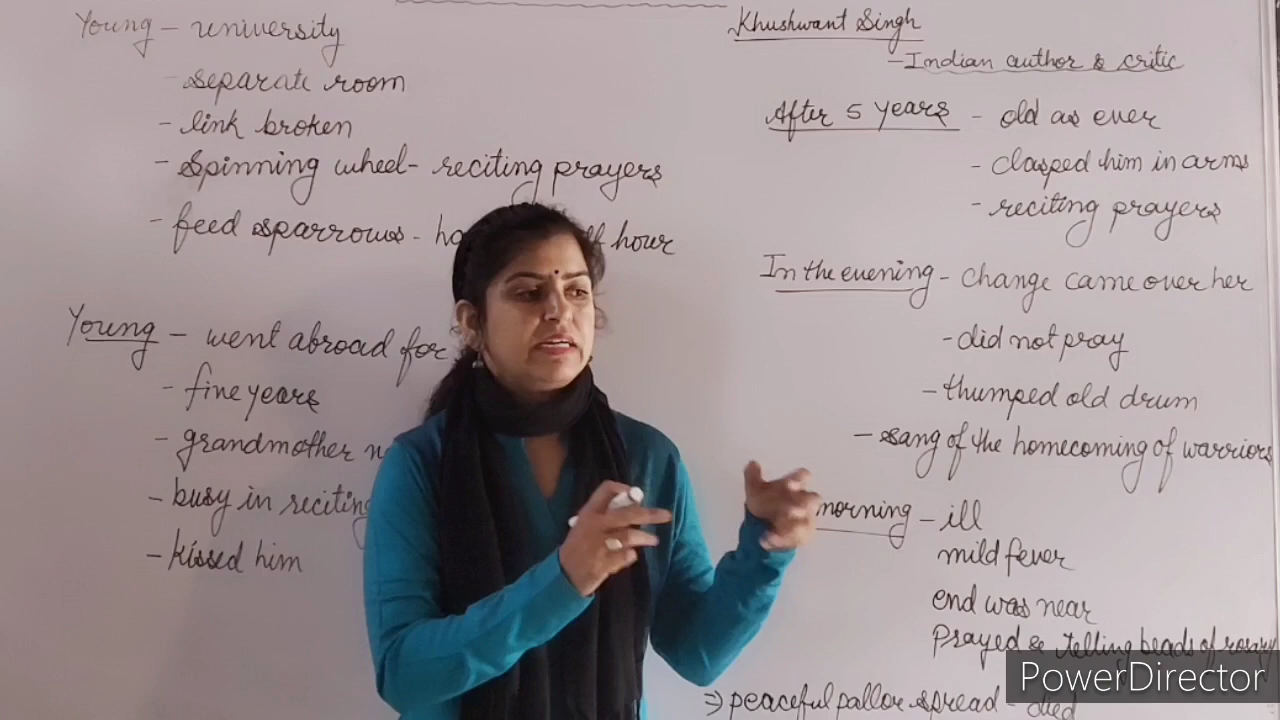 Young - university
- separate room
- link broken
- Spinning wheel - reciting prayers
- feed sparrows - hour
Young - went abroad for
- fine years
- grandmother
- busy in reciting
- kissed him
Khushwant Singh
- Indian author & critic
After 5 years - old as ever
- clasped him in arms
- reciting prayers
In the evening - change came over her
- did not pray
- thumped old drum
- sang of the homecoming of warriors
morning - ill
mild fever
end was near
Prayed & telling beads of rosary
⇒ peaceful pallor spread - died
PowerDirector